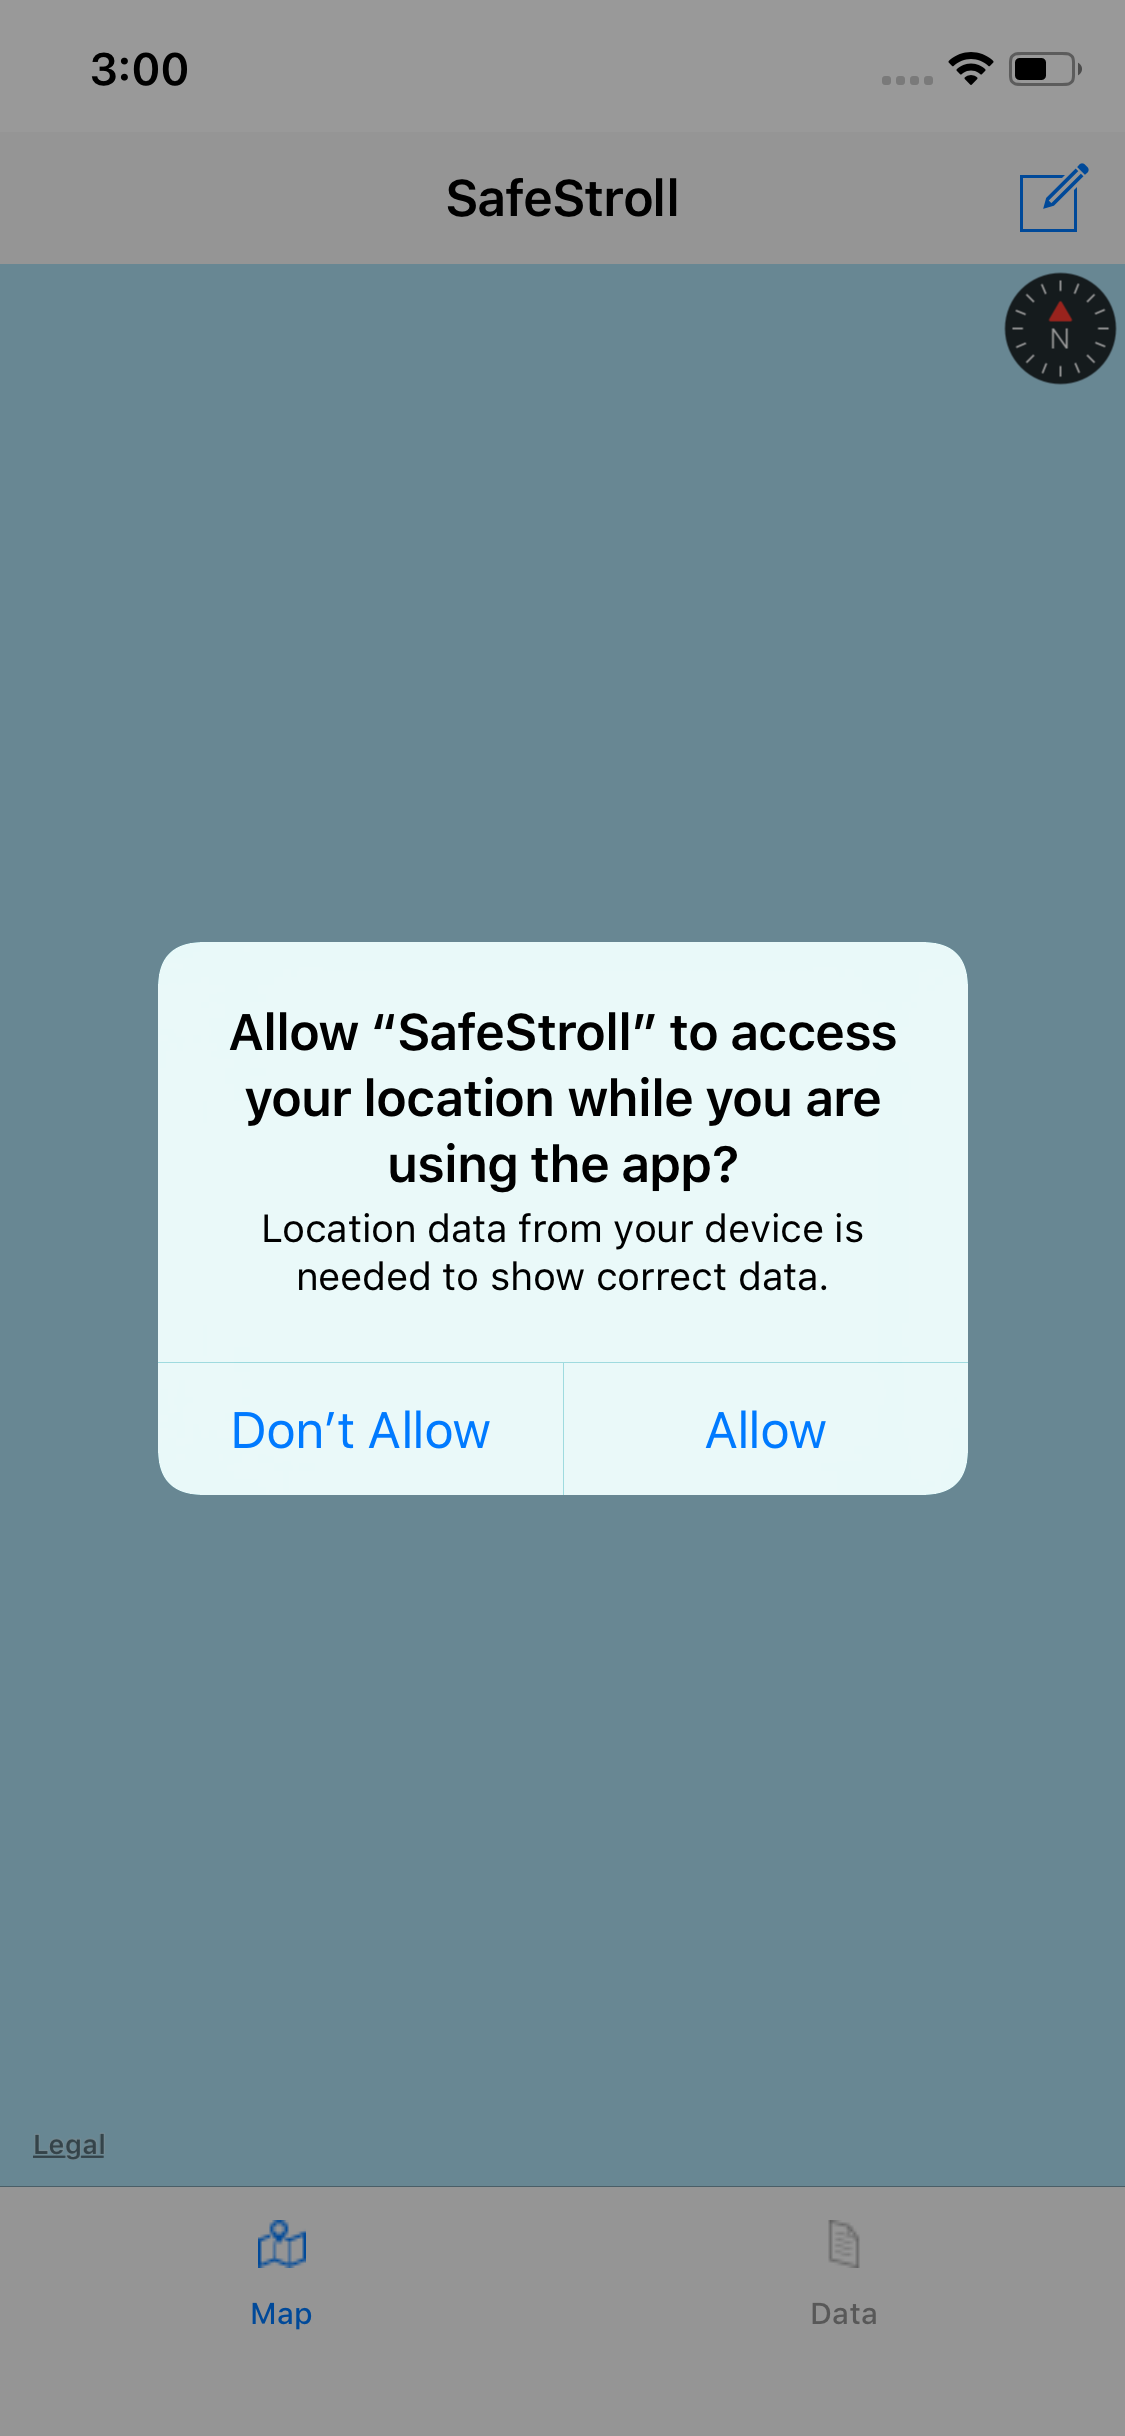 3:00
SafeStroll
N
Allow “SafeStroll” to access
your location while you are
using the app?
Location data from your device is
needed to show correct data.
Don’t Allow
Allow
Legal
Map
Data